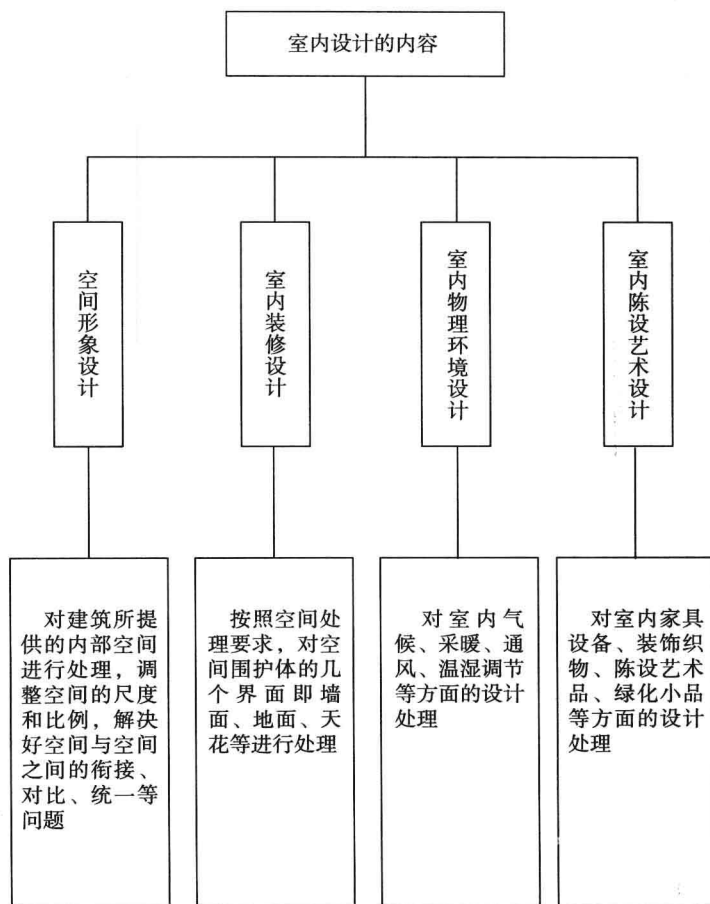 室内设计的内容
空间形象设计
室内装修设计
室内物理环境设计
室内陈设艺术设计
对建筑所提
供的内部空间
进行处理，调
整空间的尺度
和比例，解决
好空间与空间
之间的衔接、
对比、统一等
问题
按照空间处
理要求，对空
间围护体的几
个界面即墙
面、地面、天
花等进行处理
对室内气
候、采暖、通
风、温湿调节
等方面的设计
处理
对室内家具
设备、装饰织
物、陈设艺术
品、绿化小品
等方面的设计
处理